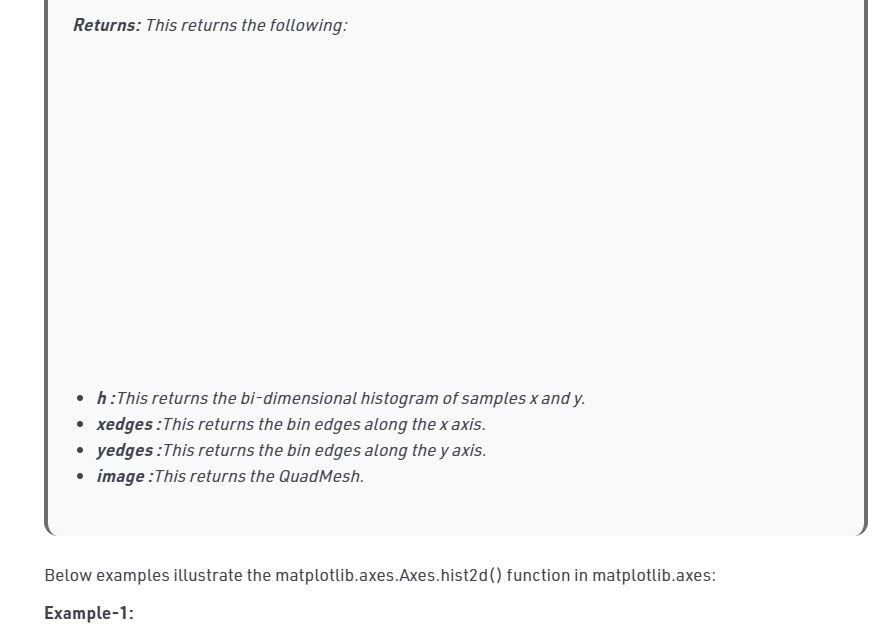 Returns: This returns the following:
• h :This returns the bi-dimensional histogram of samples x and y.
• xedges :This returns the bin edges along the x axis.
• yedges :This returns the bin edges along the y axis.
• image :This returns the QuadMesh.
Below examples illustrate the matplotlib.axes.Axes.hist2d() function in matplotlib.axes:
Example-1: